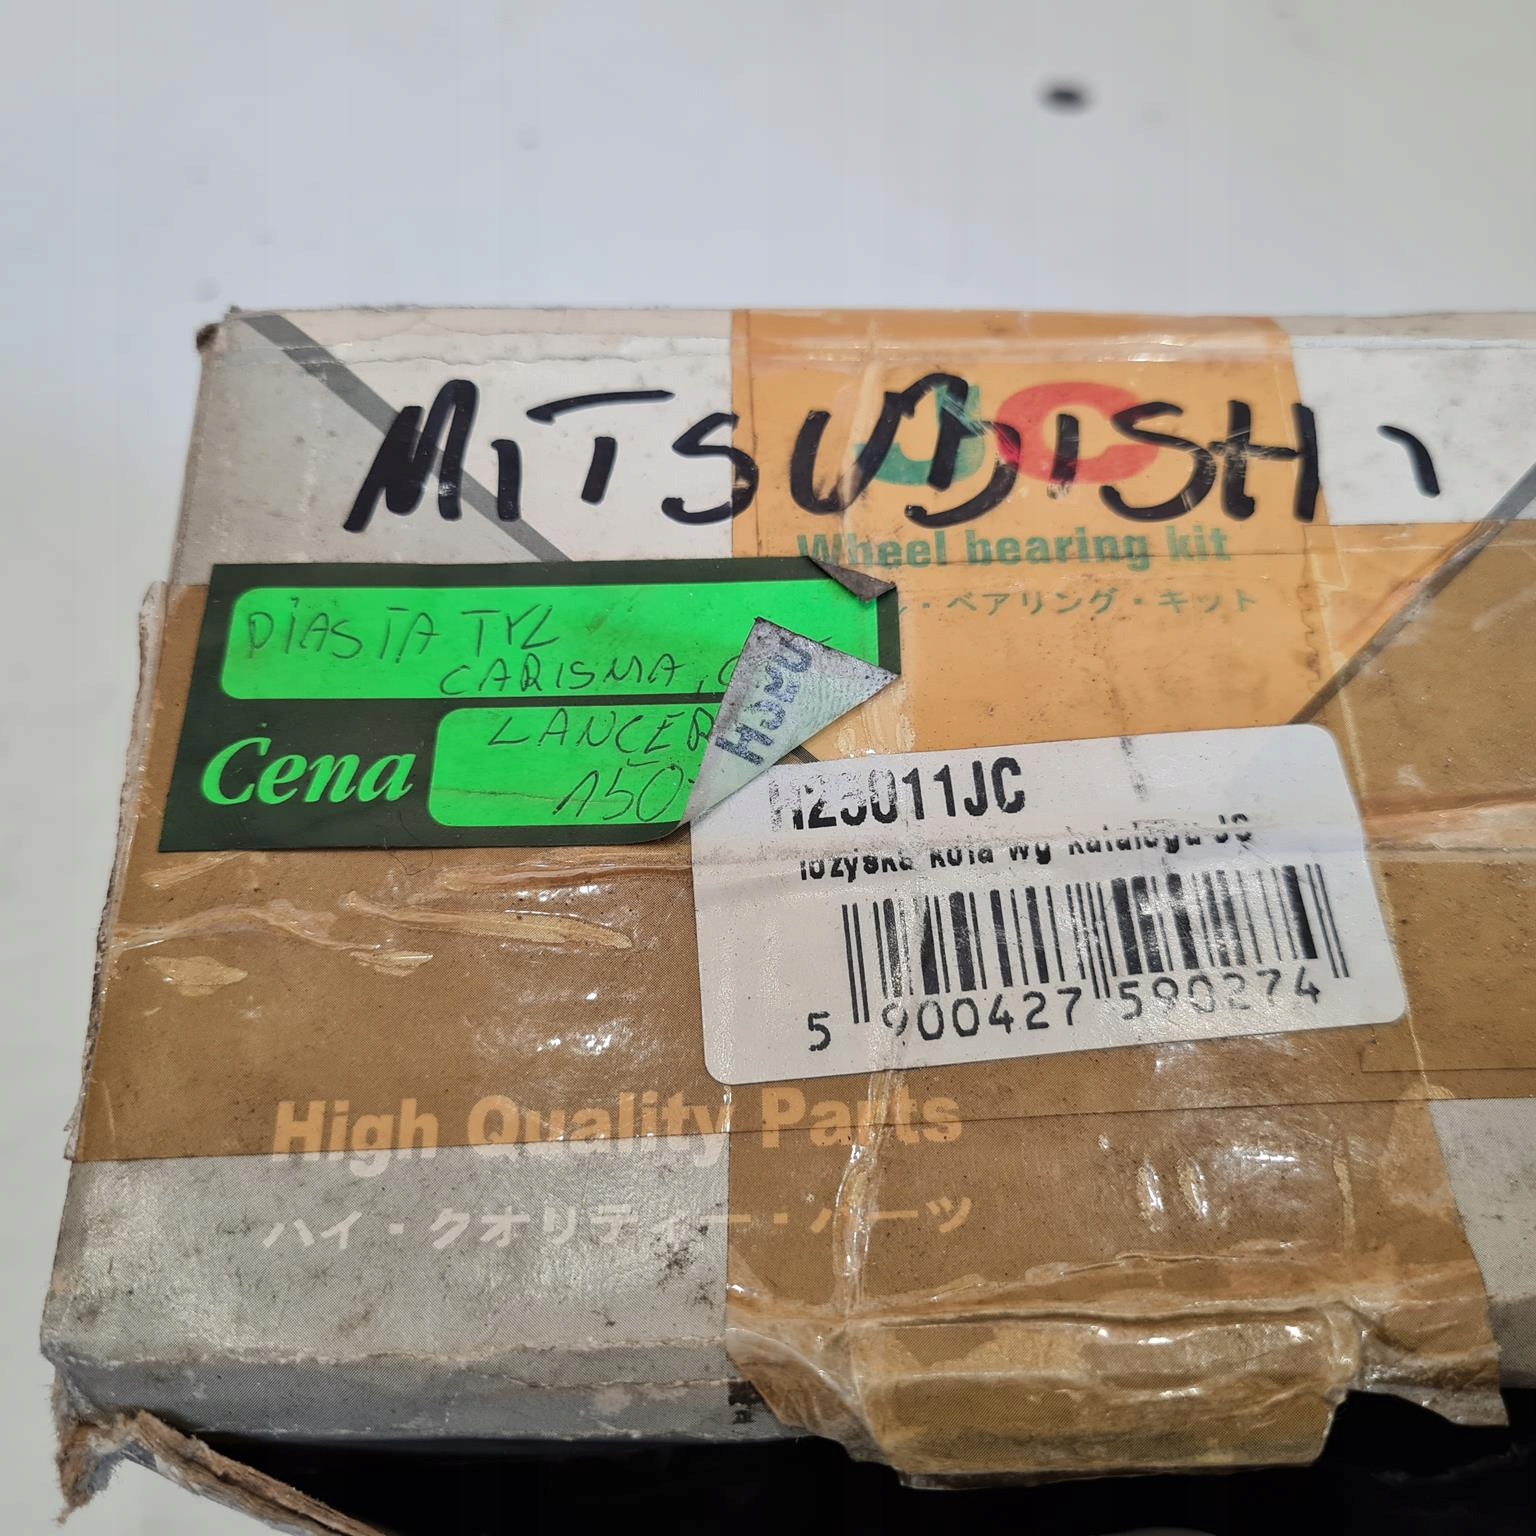 MITSUBISHI
JC
Wheel bearing kit
・ベアリング・キット
PIASTA TYŁ
CARISMA,
LANCER
Cena
150
H25011JC
łożyska koła wg katalogu JC
5 900427 590274
High Quality Parts
ハイ・クオリティー・パーツ